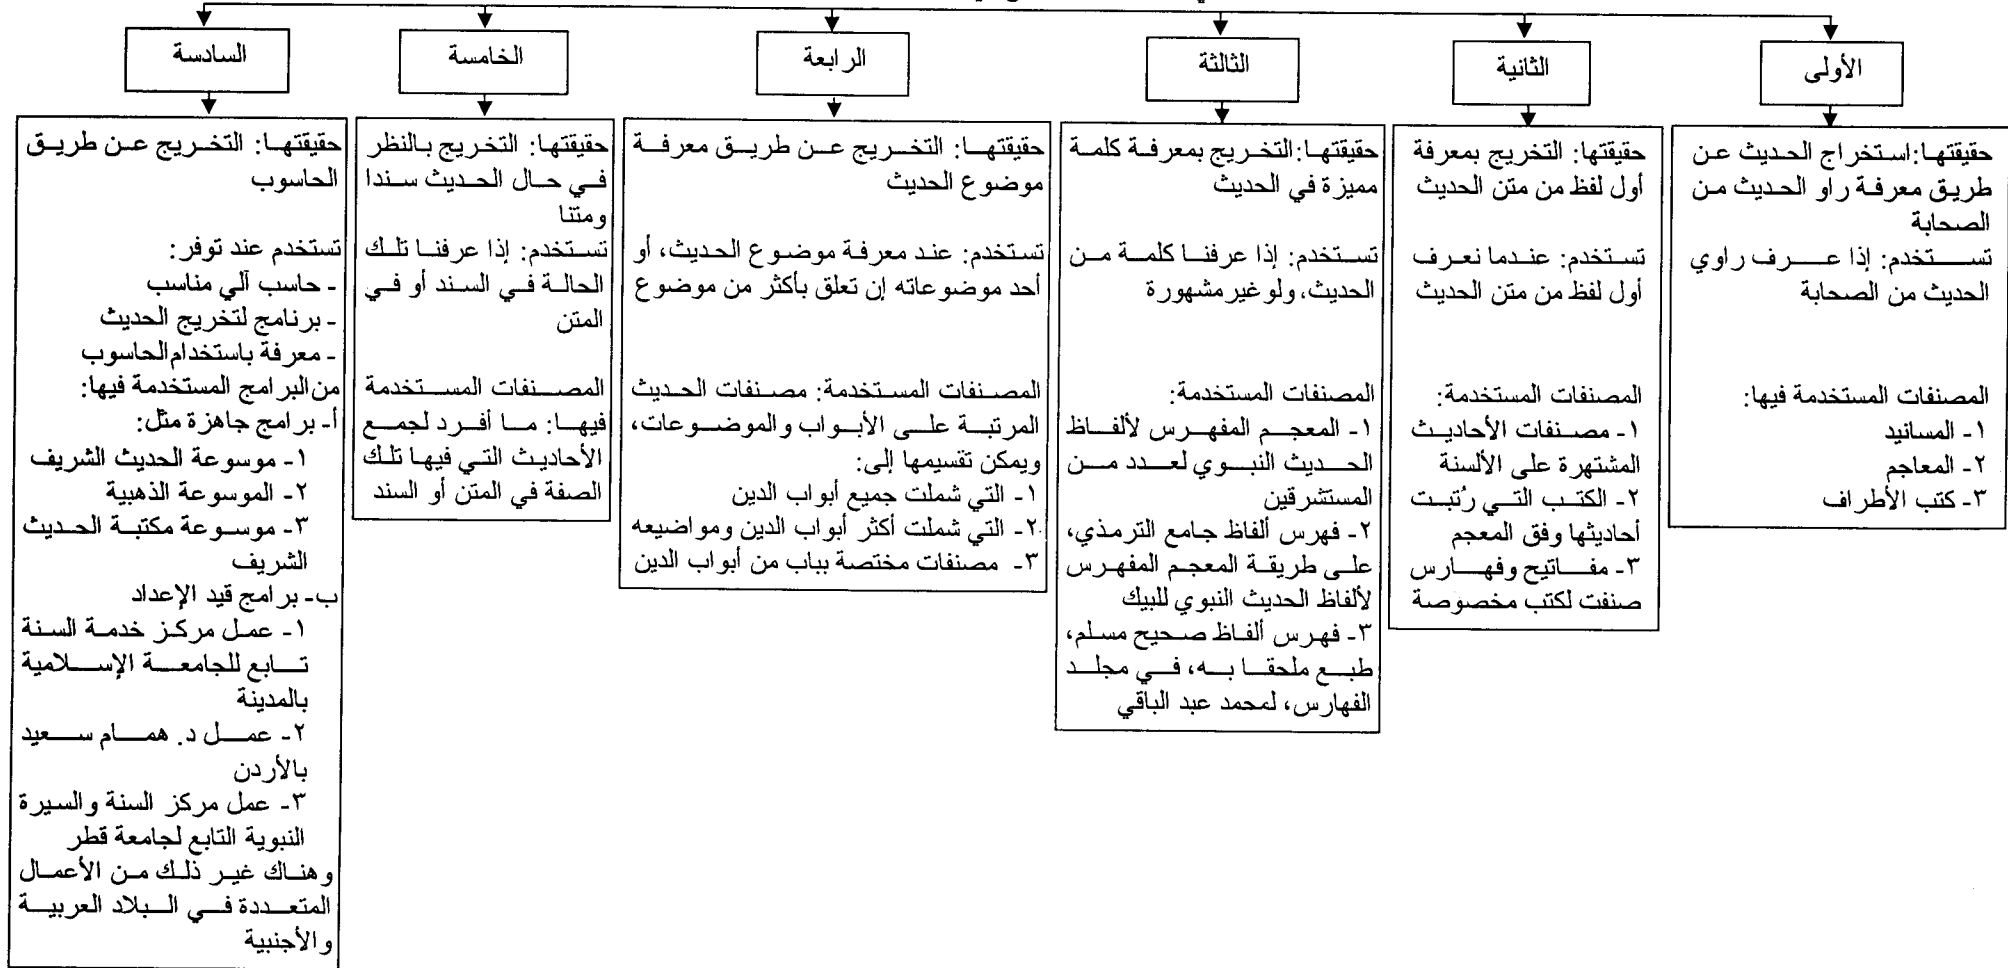 الأولى
حقيقتها:استخراج الحديث عن
طريق معرفة راو الحديث من
الصحابة
تستخدم: إذا عرف راوي
الحديث من الصحابة
المصنفات المستخدمة فيها:
١- المسانيد
٢- المعاجم
٣- كتب الأطراف
الثانية
حقيقتها: التخريج بمعرفة
أول لفظ من متن الحديث
تستخدم: عندما نعرف
أول لفظ من متن الحديث
المصنفات المستخدمة:
١- مصنفات الأحاديث
المشتهرة على الألسنة
٢- الكتب التي رُتبت
أحاديثها وفق المعجم
٣- مفاتيح وفهارس
صنفت لكتب مخصوصة
الثالثة
حقيقتها:التخريج بمعرفة كلمة
مميزة في الحديث
تستخدم: إذا عرفنا كلمة من
الحديث، ولو غير مشهورة
المصنفات المستخدمة:
١- المعجم المفهرس لألفاظ
الحديث النبوي لعدد من
المستشرقين
٢- فهرس ألفاظ جامع الترمذي،
على طريقة المعجم المفهرس
لألفاظ الحديث النبوي للبيك
٣- فهرس ألفاظ صحيح مسلم،
طبع ملحقا به، في مجلد
الفهارس، لمحمد عبد الباقي
الرابعة
حقيقتها: التخريج عن طريق معرفة
موضوع الحديث
تستخدم: عند معرفة موضوع الحديث، أو
أحد موضوعاته إن تعلق بأكثر من موضوع
المصنفات المستخدمة: مصنفات الحديث
المرتبة على الأبواب والموضوعات،
ويمكن تقسيمها إلى:
١- التي شملت جميع أبواب الدين
٢- التي شملت أكثر أبواب الدين ومواضيعه
٣- مصنفات مختصة بباب من أبواب الدين
الخامسة
حقيقتها: التخريج بالنظر
في حال الحديث سندا
ومتنا
تستخدم: إذا عرفنا تلك
الحالة في السند أو في
المتن
المصنفات المستخدمة
فيها: ما أفرد لجمع
الأحاديث التي فيها تلك
الصفة في المتن أو السند
السادسة
حقيقتها: التخريج عن طريق
الحاسوب
تستخدم عند توفر:
- حاسب آلي مناسب
- برنامج لتخريج الحديث
- معرفة باستخدام الحاسوب
من البرامج المستخدمة فيها:
أ- برامج جاهزة مثل:
١- موسوعة الحديث الشريف
٢- الموسوعة الذهبية
٣- موسوعة مكتبة الحديث
الشريف
ب- برامج قيد الإعداد
١- عمل مركز خدمة السنة
تابع للجامعة الإسلامية
بالمدينة
٢- عمل د. همام سعيد
بالأردن
٣- عمل مركز السنة والسيرة
النبوية التابع لجامعة قطر
وهناك غير ذلك من الأعمال
المتعددة في البلاد العربية
والأجنبية